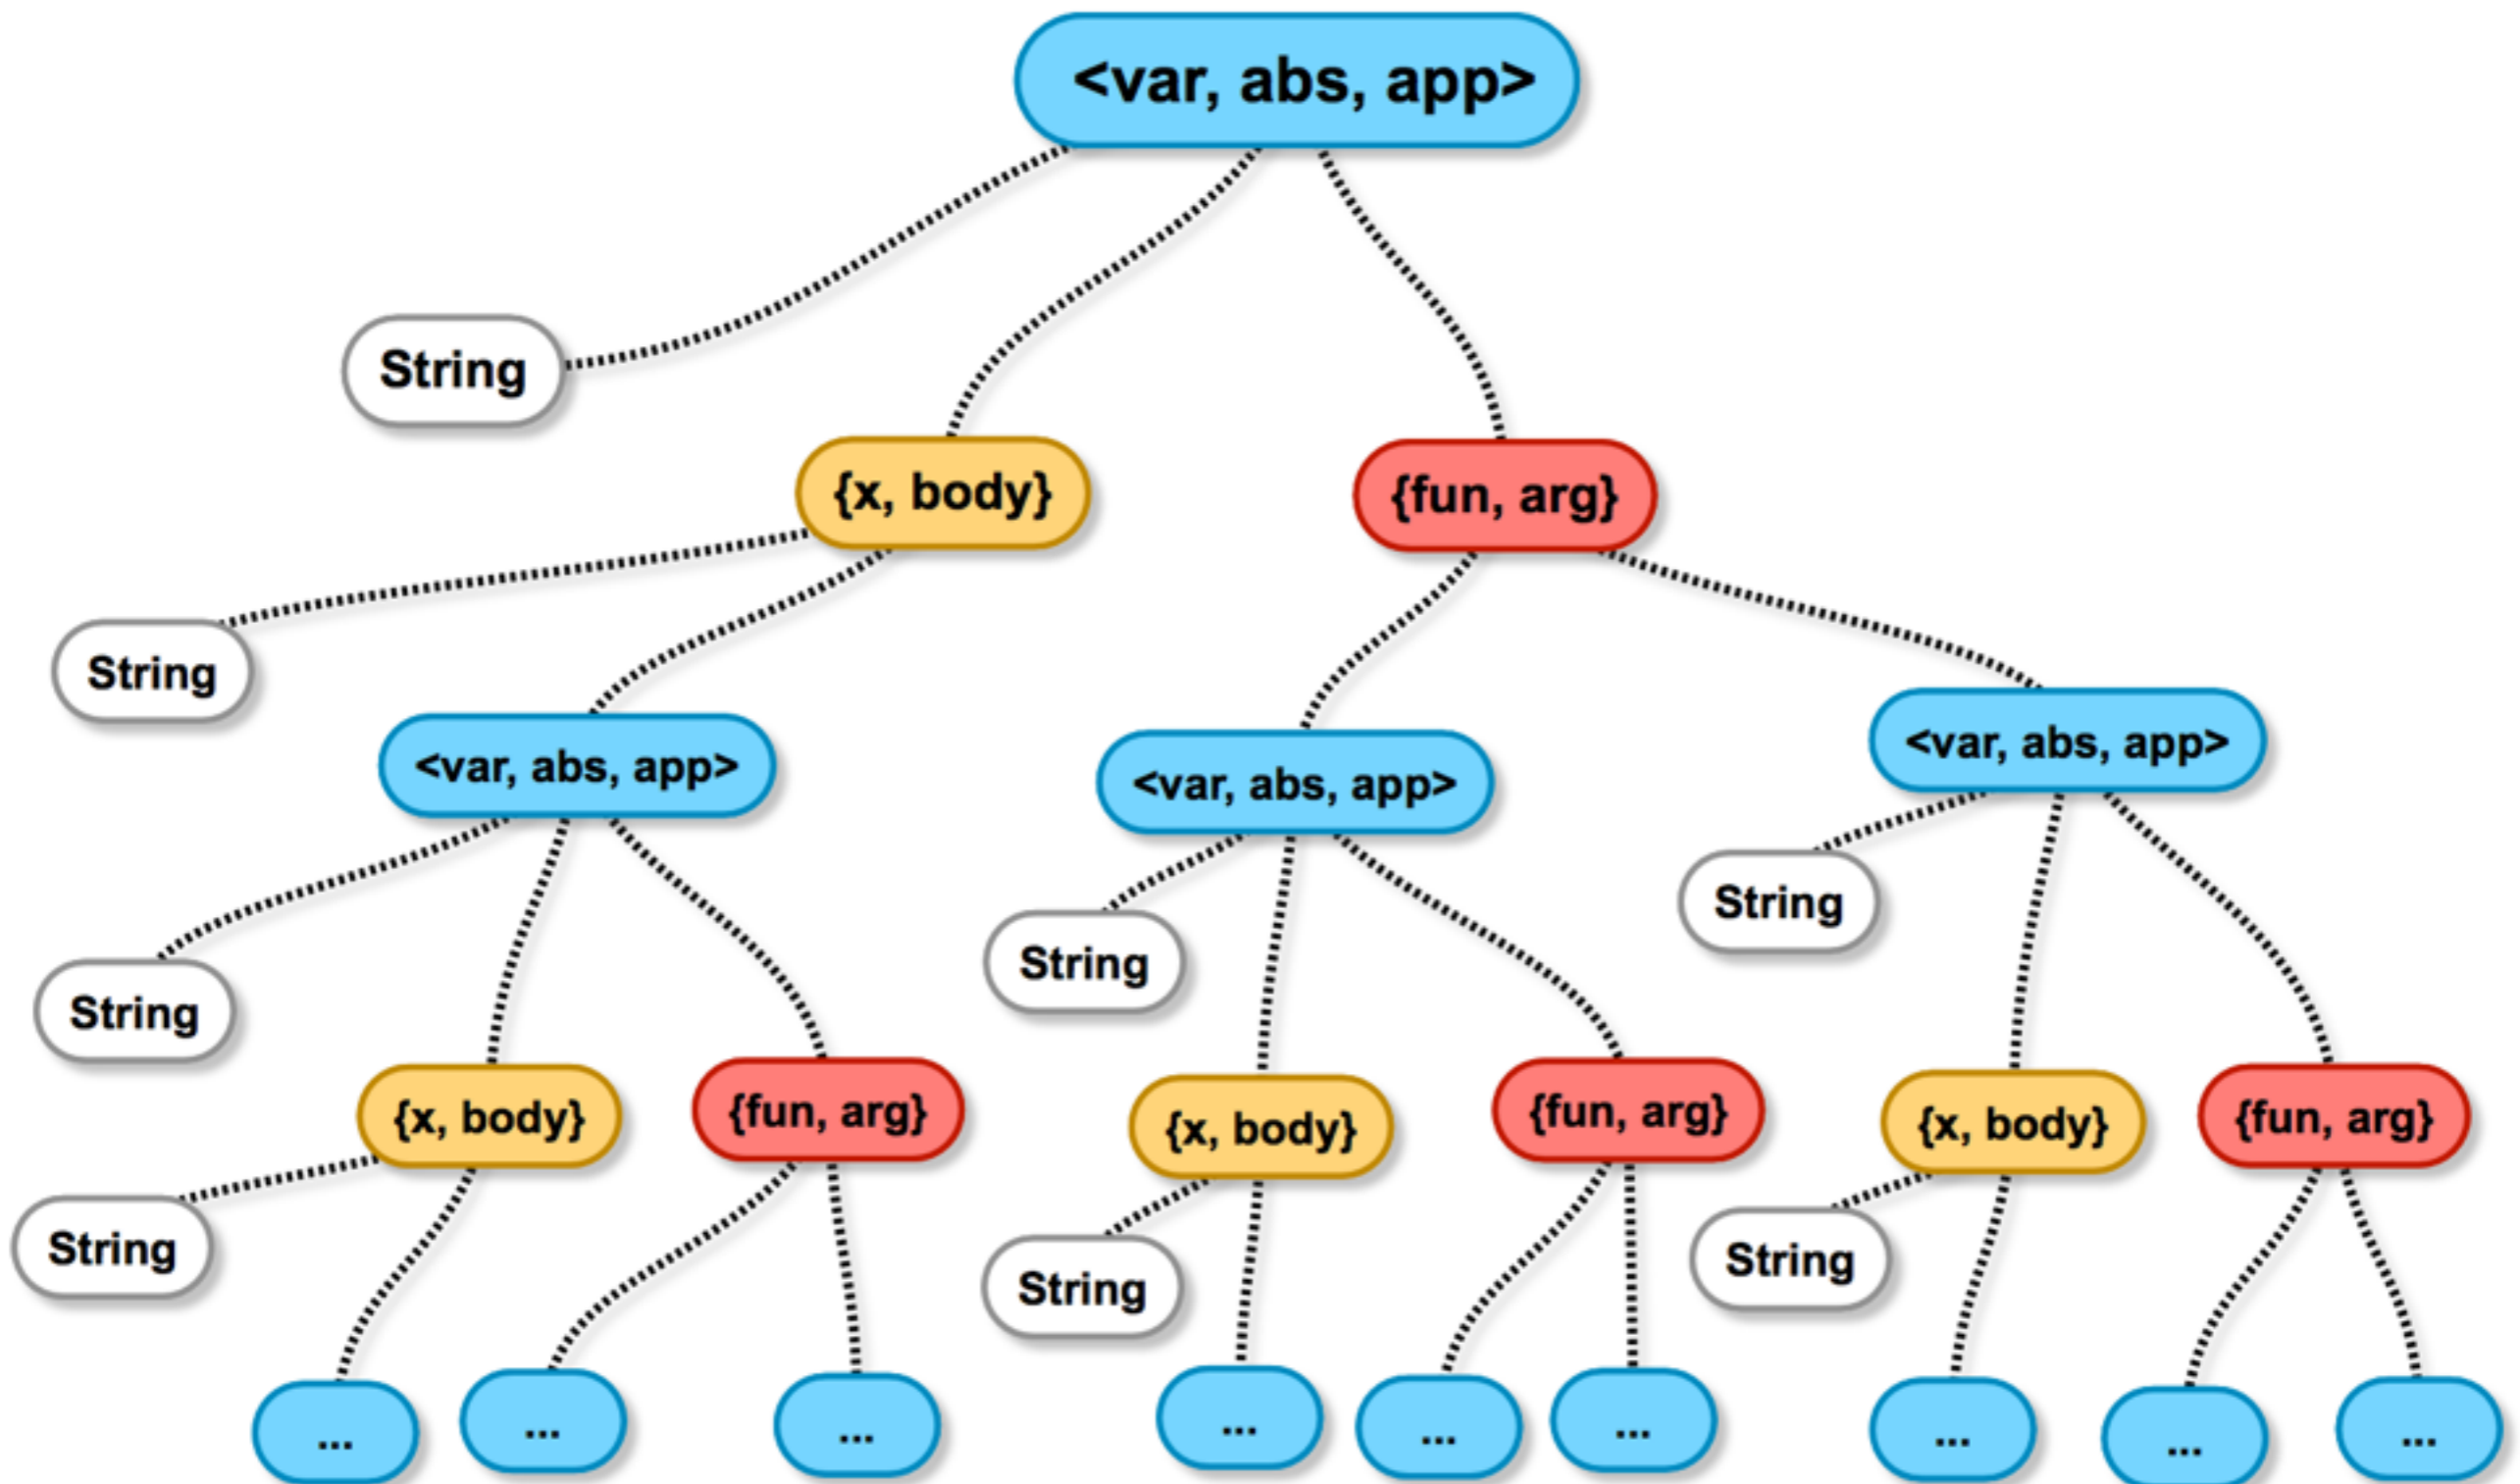 <var, abs, app>
String
{x, body}
{fun, arg}
String
<var, abs, app>
<var, abs, app>
<var, abs, app>
String
String
String
{x, body}
{fun, arg}
{x, body}
{fun, arg}
{x, body}
{fun, arg}
String
String
String
...
...
...
...
...
...
...
...
...